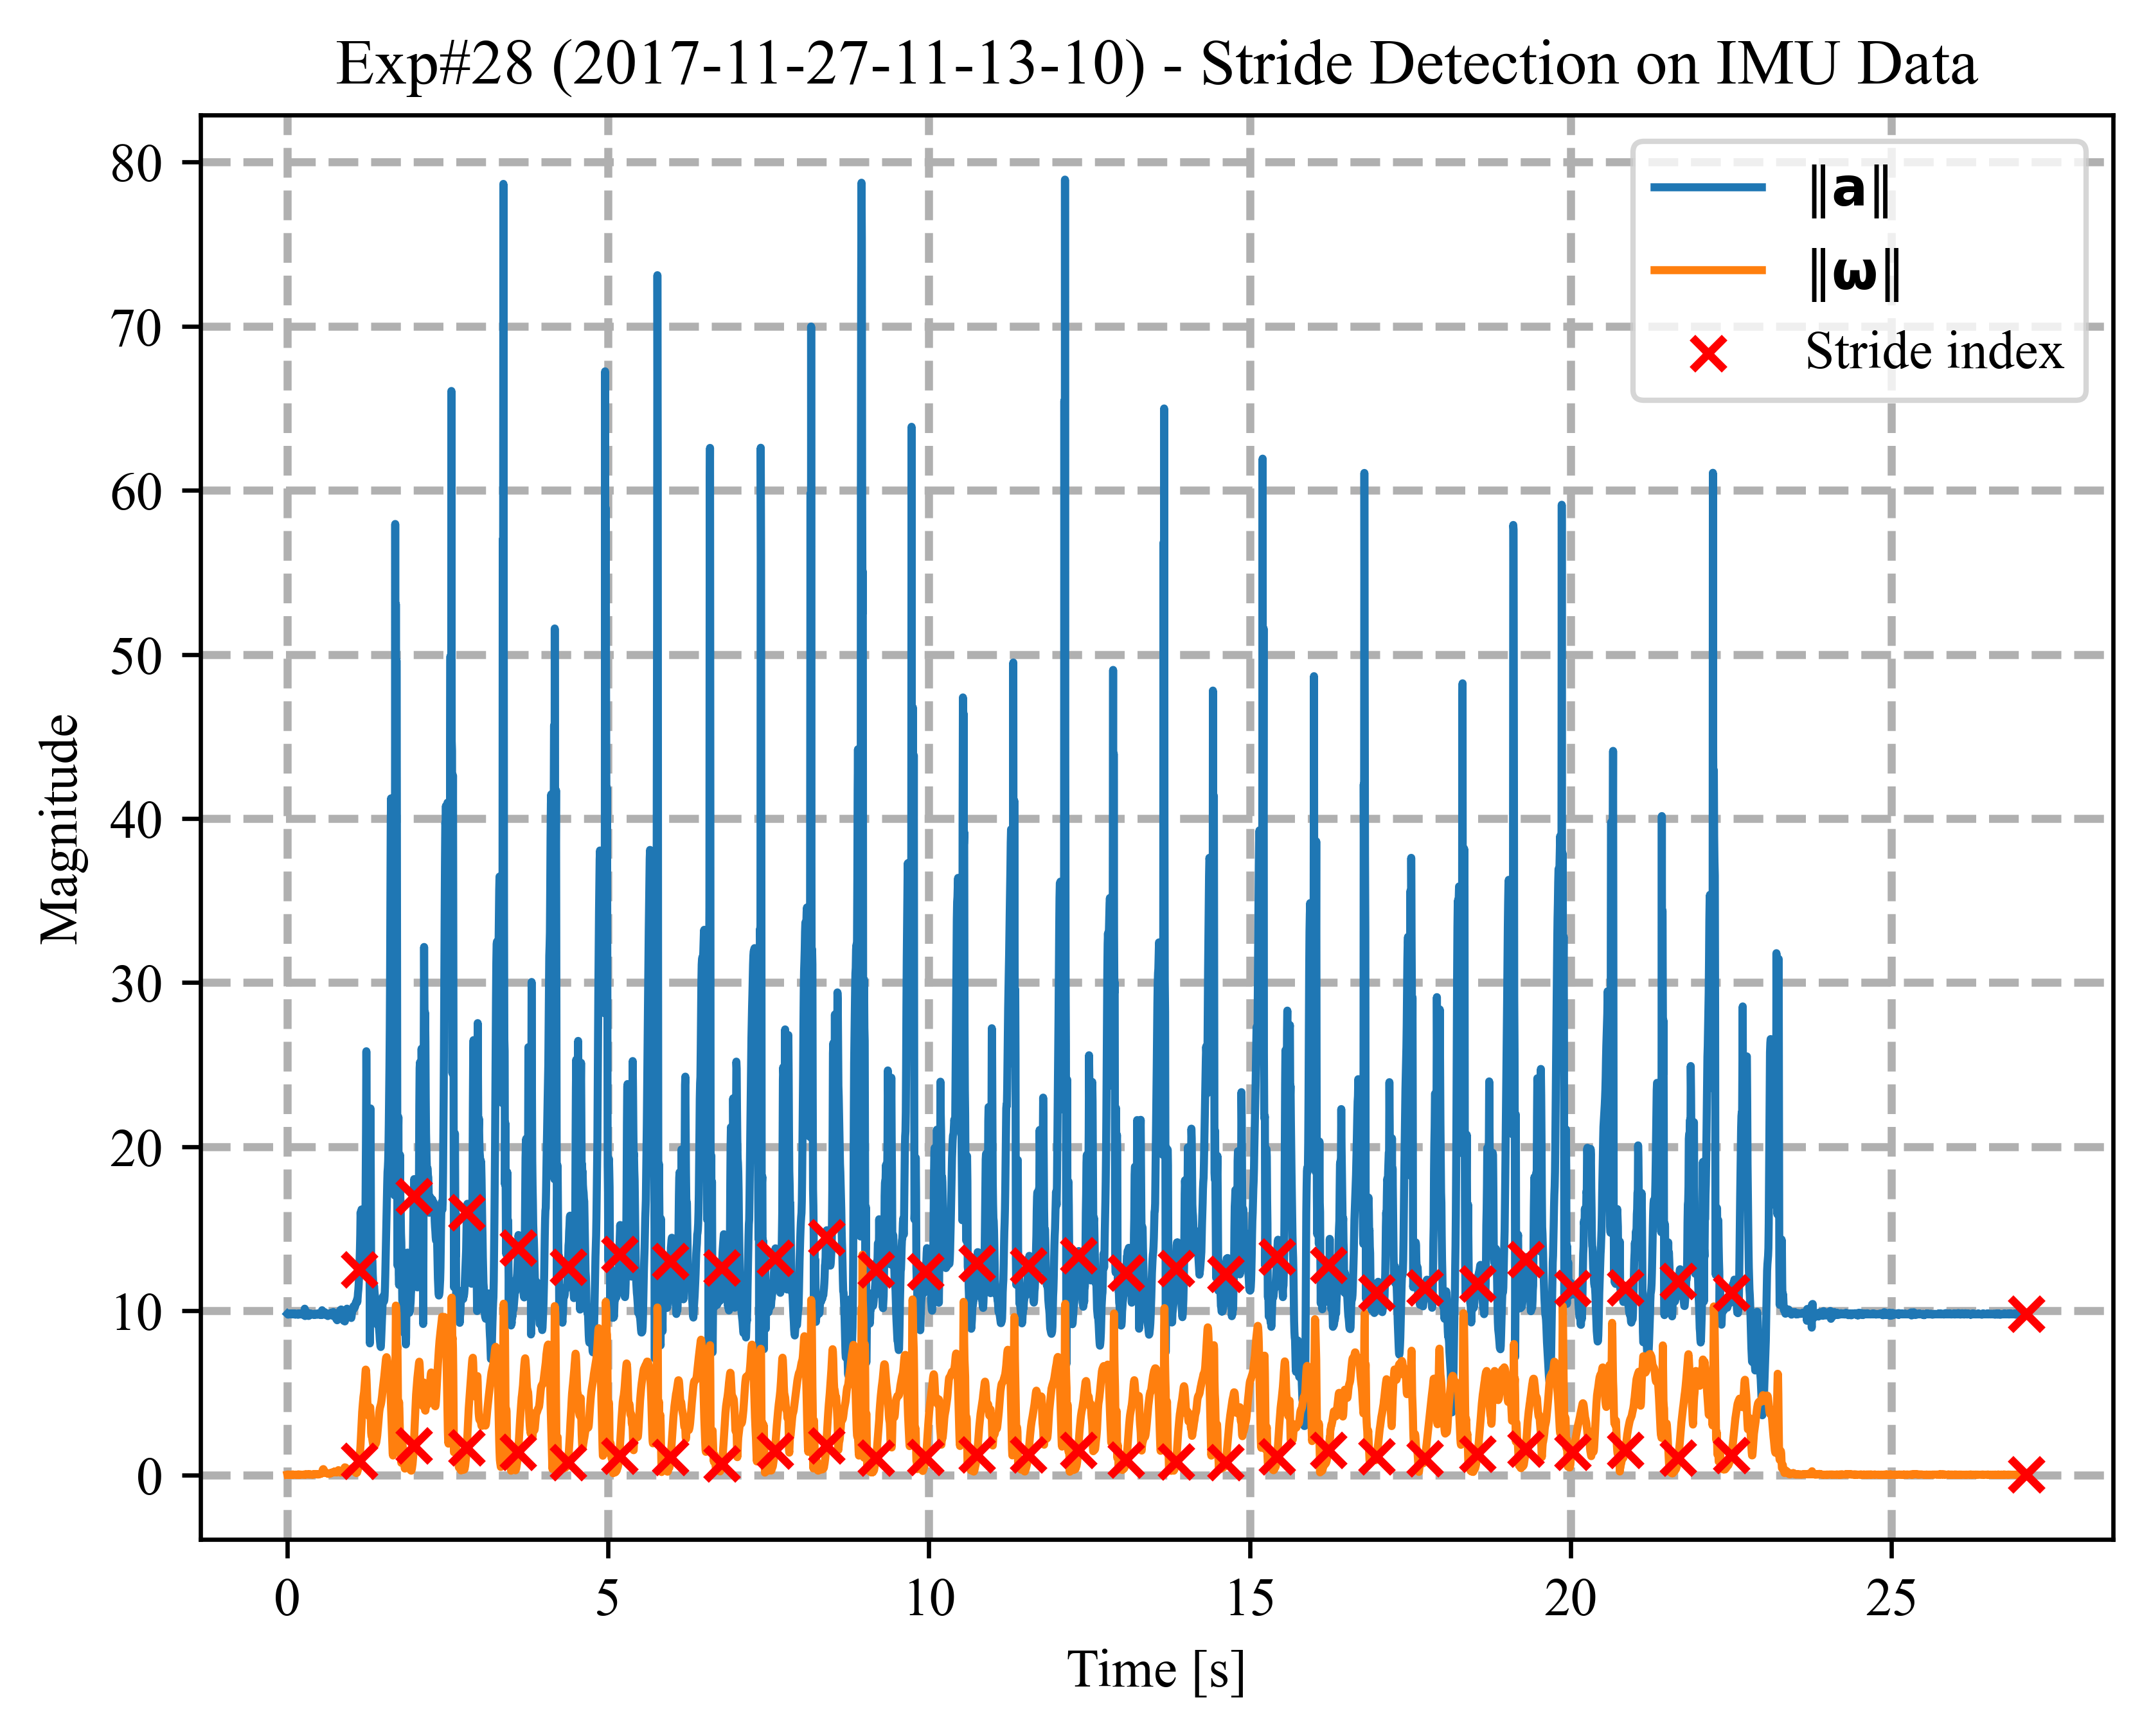 Exp#28 (2017-11-27-11-13-10) - Stride Detection on IMU Data
‖a‖
‖ω‖
Stride index
Magnitude
80
70
60
50
40
30
20
10
0
0 5 10 15 20 25
Time [s]